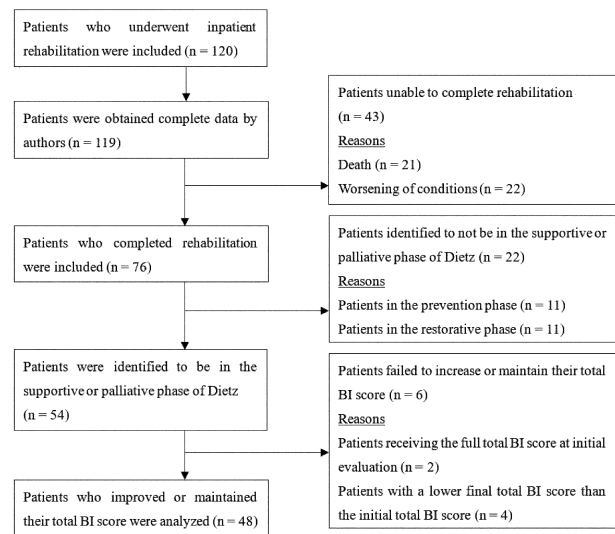 Patients who underwent inpatient
rehabilitation were included (n = 120)
Patients were obtained complete data by
authors (n = 119)
Patients unable to complete rehabilitation
(n = 43)
Reasons
Death (n = 21)
Worsening of conditions (n = 22)
Patients who completed rehabilitation
were included (n = 76)
Patients identified to not be in the supportive or
palliative phase of Dietz (n = 22)
Reasons
Patients in the prevention phase (n = 11)
Patients in the restorative phase (n = 11)
Patients were identified to be in the
supportive or palliative phase of Dietz
(n = 54)
Patients failed to increase or maintain their total
BI score (n = 6)
Reasons
Patients receiving the full total BI score at initial
evaluation (n = 2)
Patients with a lower final total BI score than
the initial total BI score (n = 4)
Patients who improved or maintained
their total BI score were analyzed (n = 48)